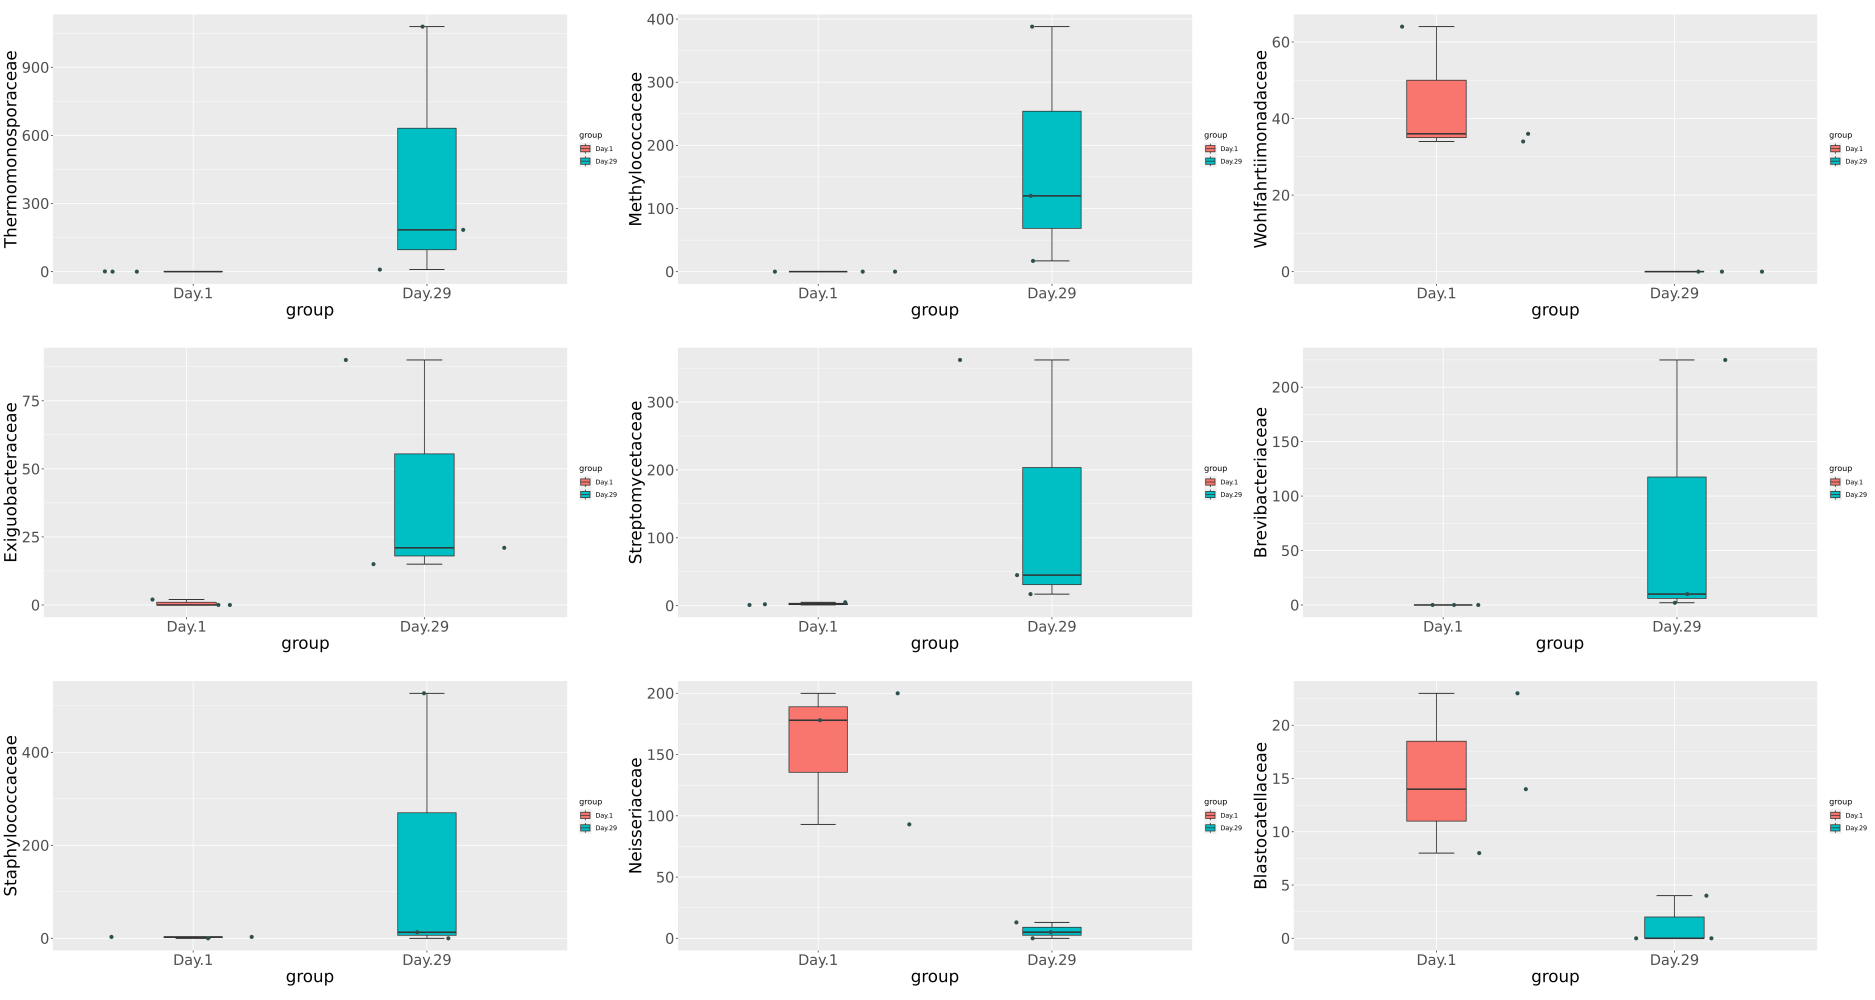 Thermomonosporaceae
900
600
300
0
Day.1 Day.29
group
group
Day.1
Day.29
Methylococcaceae
400
300
200
100
0
Day.1 Day.29
group
group
Day.1
Day.29
Wohlfahrtiimonadaceae
60
40
20
0
Day.1 Day.29
group
group
Day.1
Day.29
Exiguobacteraceae
75
50
25
0
Day.1 Day.29
group
group
Day.1
Day.29
Streptomycetaceae
300
200
100
0
Day.1 Day.29
group
group
Day.1
Day.29
Brevibacteriaceae
200
150
100
50
0
Day.1 Day.29
group
group
Day.1
Day.29
Staphylococcaceae
400
200
0
Day.1 Day.29
group
group
Day.1
Day.29
Neisseriaceae
200
150
100
50
0
Day.1 Day.29
group
group
Day.1
Day.29
Blastocatellaceae
20
15
10
5
0
Day.1 Day.29
group
group
Day.1
Day.29